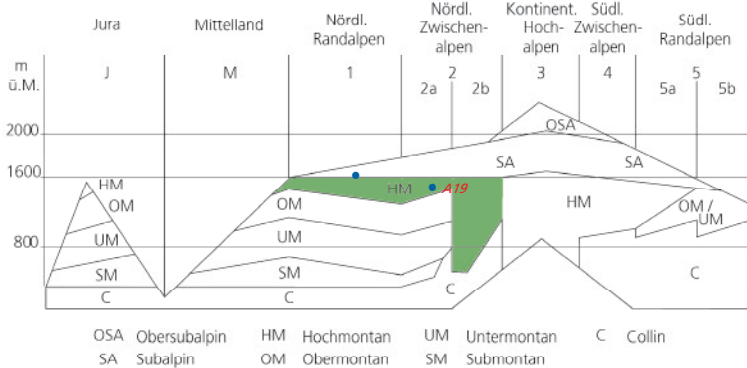 Jura Mittelland Nördl. Randalpen Nördl. Zwischen-alpen Kontinent. Hoch-alpen Südl. Zwischen-alpen Südl. Randalpen
m ü.M. J M 1 2 3 4 5
2a 2b 5a 5b
2000
OSA
SA SA
1600
HM HM A19
OM OM HM OM / UM
UM UM
800
SM SM C
C C C
OSA Obersubalpin HM Hochmontan UM Untermontan C Collin
SA Subalpin OM Obermontan SM Submontan